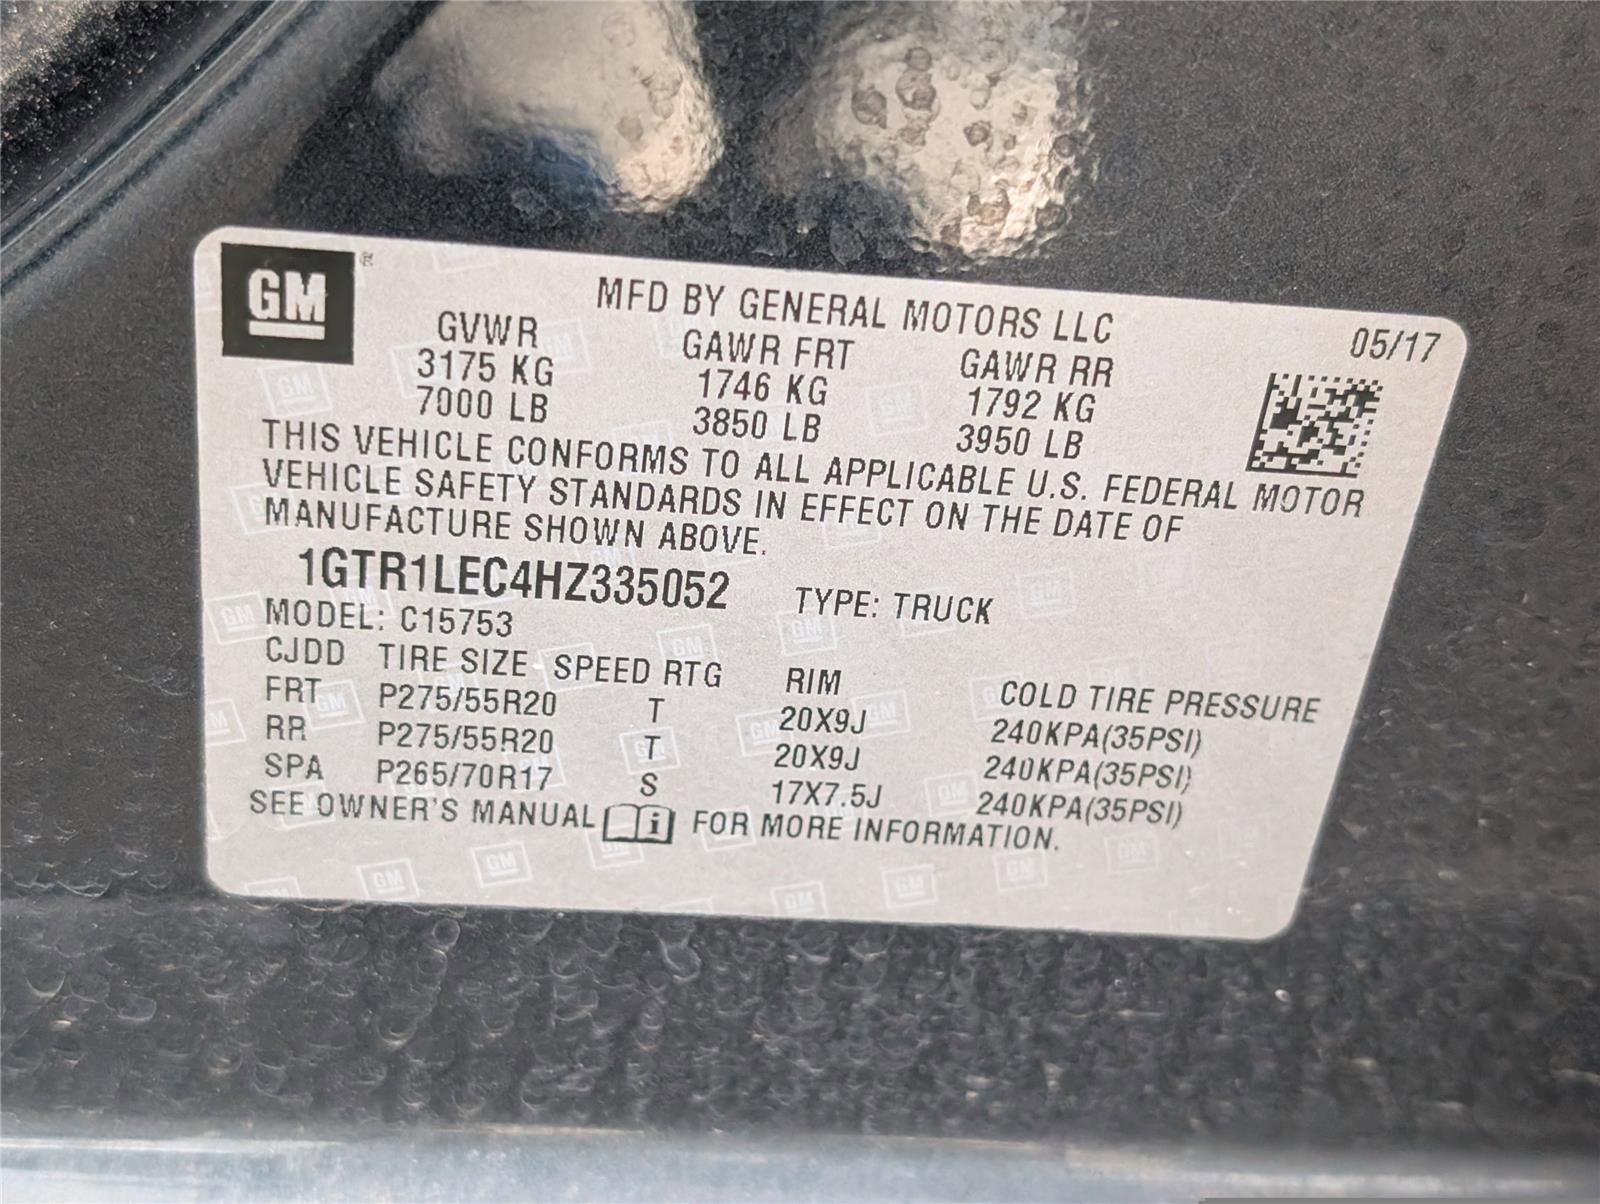 GM
MFD BY GENERAL MOTORS LLC 05/17
GVWR GAWR FRT GAWR RR
3175 KG 1746 KG 1792 KG
7000 LB 3850 LB 3950 LB
THIS VEHICLE CONFORMS TO ALL APPLICABLE U.S. FEDERAL MOTOR
VEHICLE SAFETY STANDARDS IN EFFECT ON THE DATE OF
MANUFACTURE SHOWN ABOVE.
1GTR1LEC4HZ335052 TYPE: TRUCK
MODEL: C15753
CJDD TIRE SIZE SPEED RTG RIM COLD TIRE PRESSURE
FRT P275/55R20 T 20X9J 240KPA(35PSI)
RR P275/55R20 T 20X9J 240KPA(35PSI)
SPA P265/70R17 S 17X7.5J 240KPA(35PSI)
SEE OWNER'S MANUAL i FOR MORE INFORMATION.